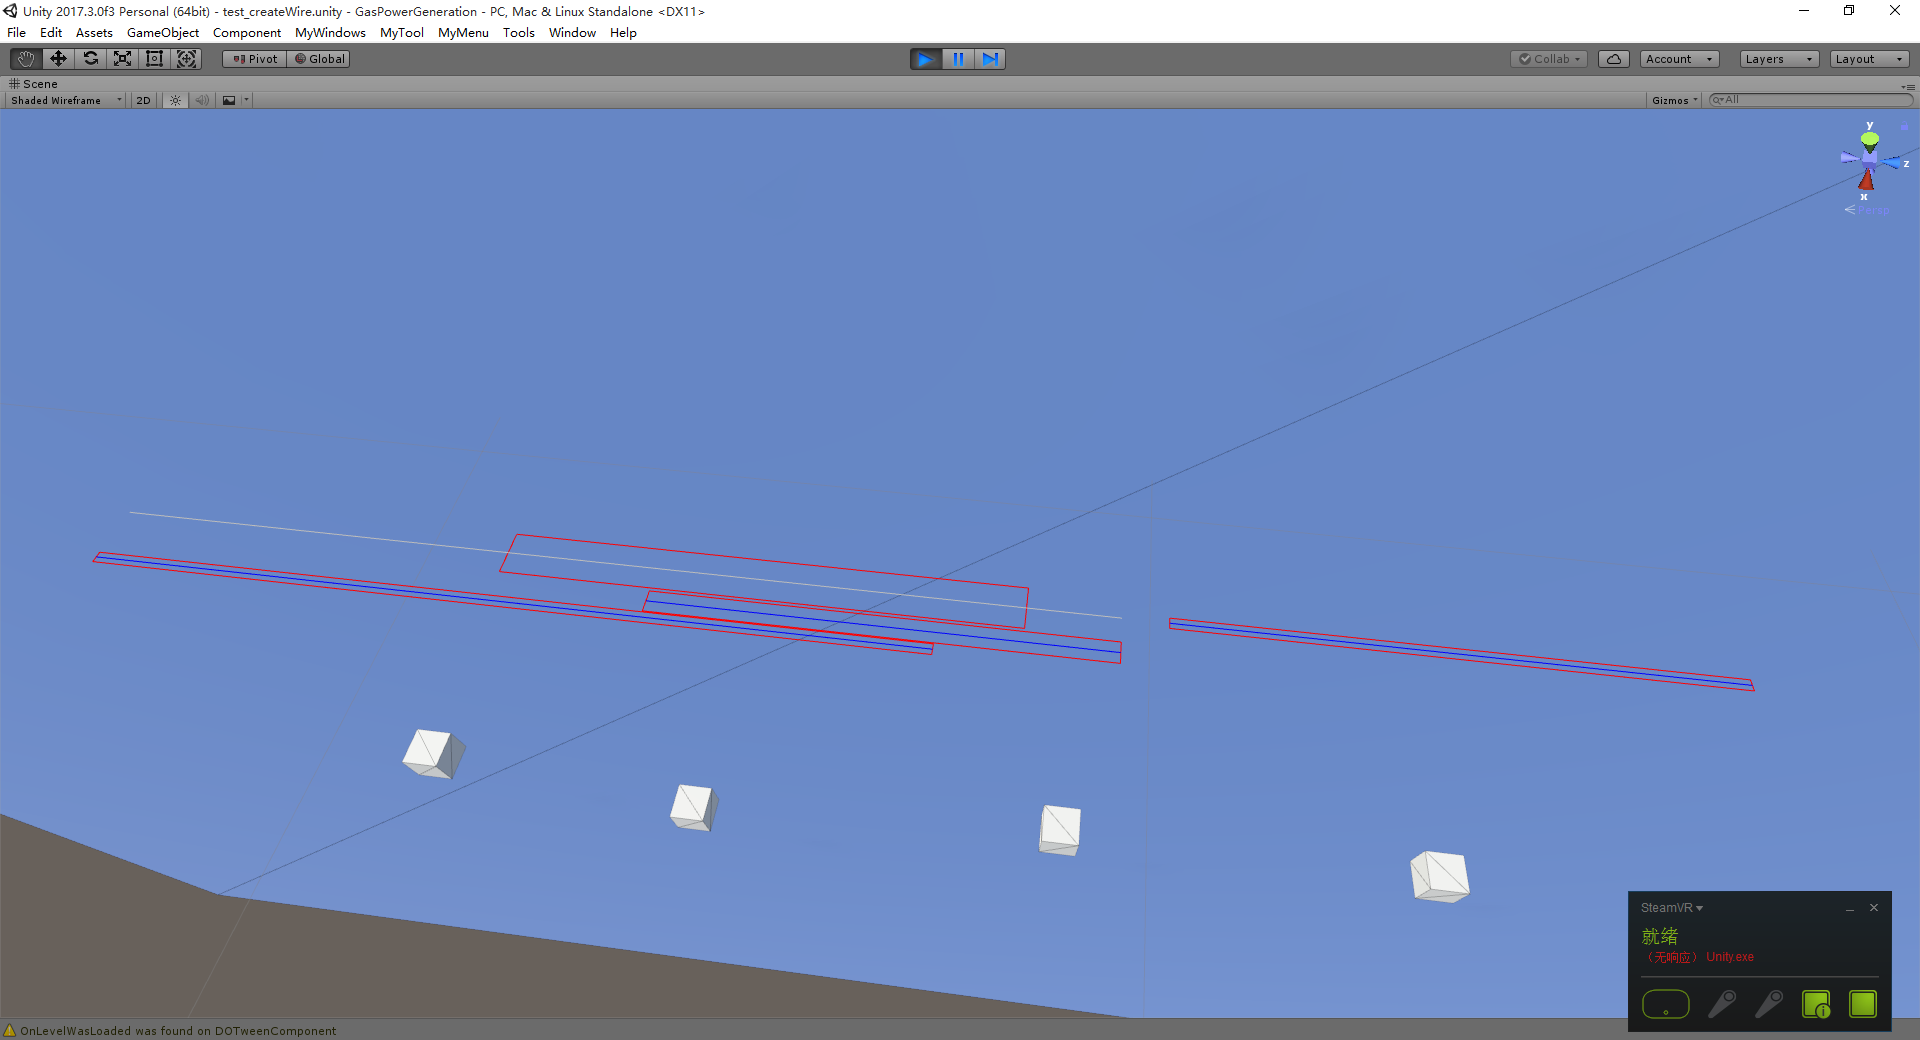 Unity 2017.3.0f3 Personal (64bit) - test_createWire.unity - GasPowerGeneration - PC, Mac & Linux Standalone <DX11>
File Edit Assets GameObject Component MyWindows MyTool MyMenu Tools Window Help
Pivot Global Collab Account Layers Layout
Scene
Shaded Wireframe 2D Gizmos All
y
z
x
Persp
SteamVR
就绪
（无响应） Unity.exe
OnLevelWasLoaded was found on DOTweenComponent